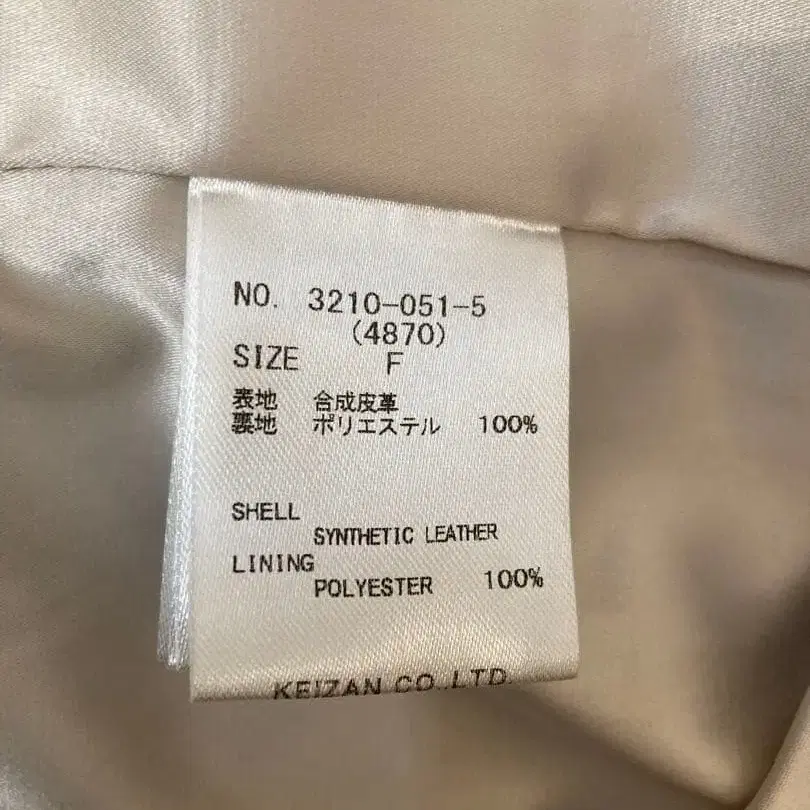 NO. 3210-051-5
(4870)
SIZE F
表地 合成皮革
裏地 ポリエステル 100%
SHELL
SYNTHETIC LEATHER
LINING
POLYESTER 100%
KEIZAN CO.,LTD.